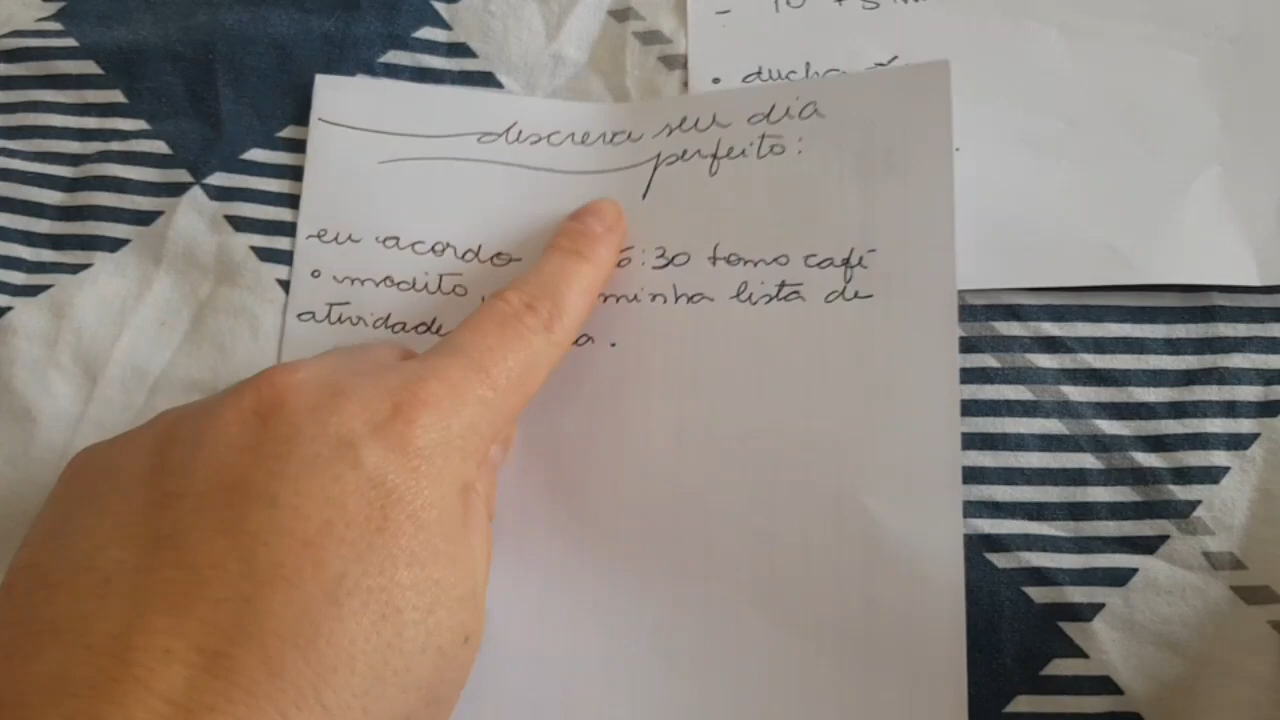 - 10 + 5
• ducha
descreva seu dia
perfeito:
eu acordo :30 tomo café
° medito, minha lista de
atividade